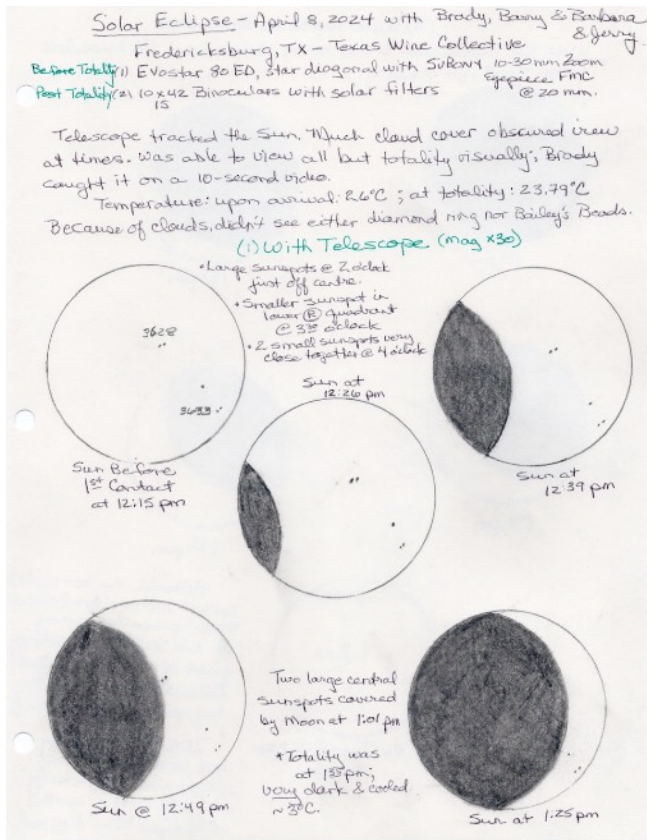 Solar Eclipse - April 8, 2024 with Brady, Barry & Barbara
& Jerry
Fredericksburg, TX - Texas Wine Collective
Before Totality (1) Evostar 80 ED, star diagonal with SvBony 10-30mm Zoom
Eyepiece FMC
@ 20 mm.
Post Totality (2) 10x42 Binoculars with solar filters
15
Telescope tracked the Sun. Much cloud cover obscured view
at times. Was able to view all but totality visually; Brady
caught it on a 10-second video.
Temperature: upon arrival: 26°C ; at totality: 23.79°C
Because of clouds, didn't see either diamond ring nor Bailey's Beads.
(1) With Telescope (mag x30)
• Large sunspots @ 2 o'clock
just off centre.
• Smaller sunspot in
lower (R) quadrant
@ 3:30 o'clock
• 2 small sunspots very
close together @ 4 o'clock
3628
3633
Sun Before
1st Contact
at 12:15 pm
Sun at
12:26 pm
Sun at
12:39 pm
Two large central
sunspots covered
by Moon at 1:01 pm
* Totality was
at 1:35 pm;
very dark & cooled
~3°C.
Sun @ 12:49 pm
Sun at 1:25 pm